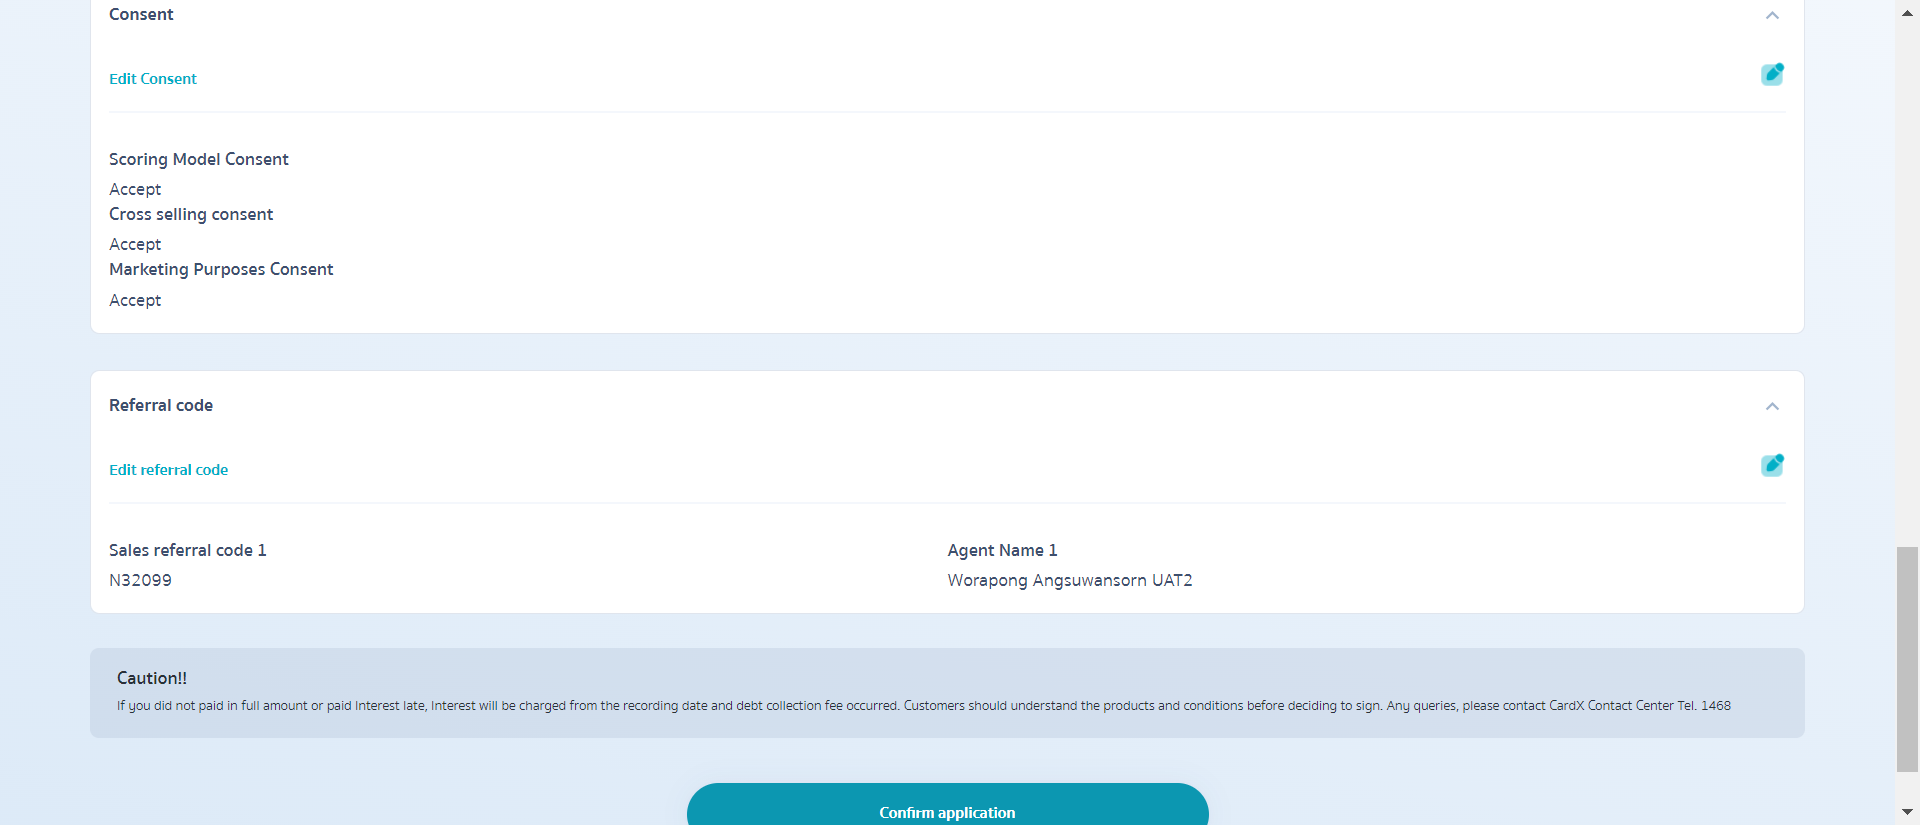 Consent
Edit Consent
Scoring Model Consent
Accept
Cross selling consent
Accept
Marketing Purposes Consent
Accept
Referral code
Edit referral code
Sales referral code 1
Agent Name 1
N32099
Worapong Angsuwansorn UAT2
Caution!!
If you did not paid in full amount or paid Interest late, Interest will be charged from the recording date and debt collection fee occurred. Customers should understand the products and conditions before deciding to sign. Any queries, please contact CardX Contact Center Tel. 1468
Confirm application